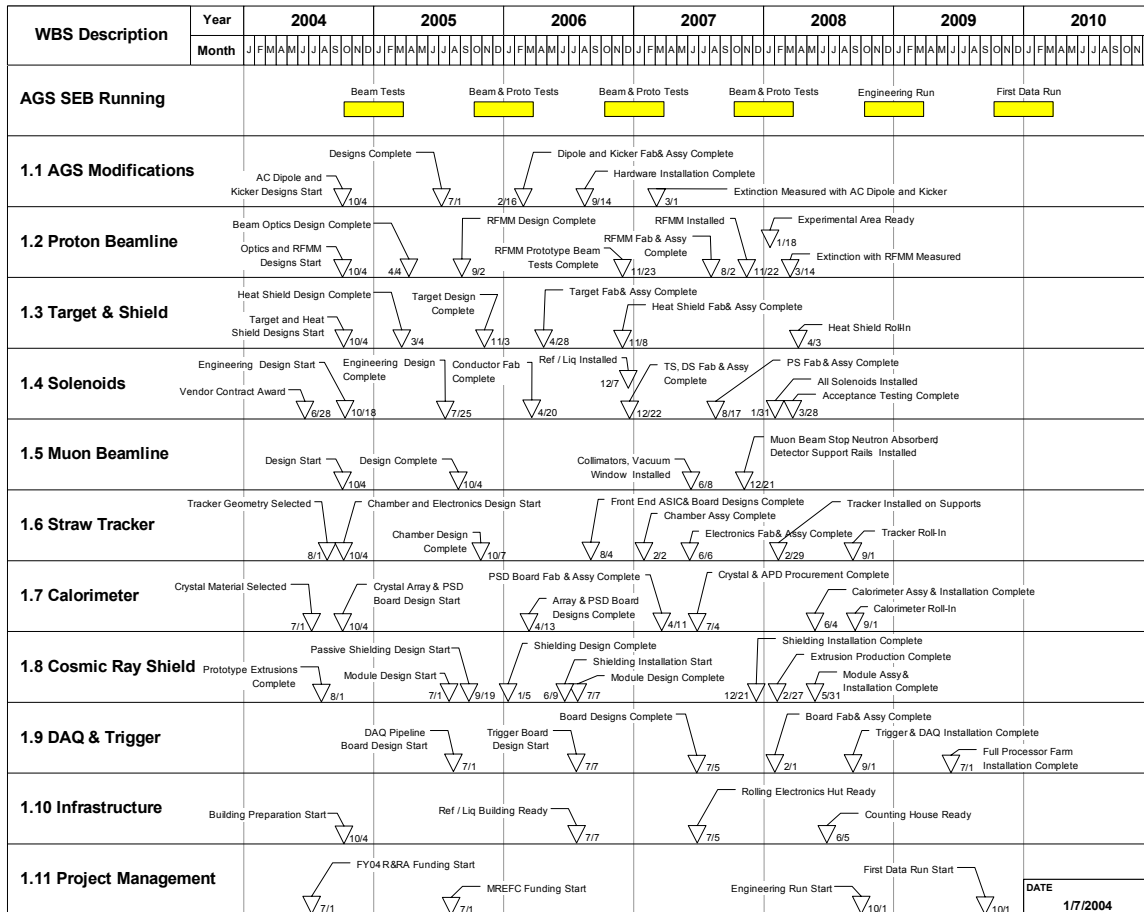 WBS Description
Year 2004 2005 2006 2007 2008 2009 2010
Month J F M A M J J A S O N D J F M A M J J A S O N D J F M A M J J A S O N D J F M A M J J A S O N D J F M A M J J A S O N D J F M A M J J A S O N D J F M A M J J A S O N
AGS SEB Running
Beam Tests
Beam & Proto Tests
Beam & Proto Tests
Beam & Proto Tests
Engineering Run
First Data Run
1.1 AGS Modifications
AC Dipole and
Kicker Designs Start
10/4
Designs Complete
7/1
Dipole and Kicker Fab& Assy Complete
2/16
Hardware Installation Complete
9/14
Extinction Measured with AC Dipole and Kicker
3/1
1.2 Proton Beamline
Optics and RFMM
Designs Start
10/4
Beam Optics Design Complete
4/4
RFMM Design Complete
9/2
RFMM Prototype Beam
Tests Complete
11/23
RFMM Fab & Assy
Complete
8/2
RFMM Installed
11/22
Experimental Area Ready
1/18
Extinction with RFMM Measured
3/14
1.3 Target & Shield
Target and Heat
Shield Designs Start
10/4
Heat Shield Design Complete
3/4
Target Design
Complete
11/3
Target Fab& Assy Complete
4/28
Heat Shield Fab& Assy Complete
11/8
Heat Shield Roll-In
4/3
1.4 Solenoids
Vendor Contract Award
6/28
Engineering Design Start
10/18
Engineering Design
Complete
7/25
Conductor Fab
Complete
4/20
Ref / Liq Installed
12/7
TS, DS Fab & Assy
Complete
12/22
PS Fab & Assy Complete
8/17
All Solenoids Installed
1/31
Acceptance Testing Complete
3/28
1.5 Muon Beamline
Design Start
10/4
Design Complete
10/4
Collimators, Vacuum
Window Installed
6/8
Muon Beam Stop Neutron Absorber,
Detector Support Rails Installed
12/21
1.6 Straw Tracker
Tracker Geometry Selected
8/1
Chamber and Electronics Design Start
10/4
Chamber Design
Complete
10/7
Front End ASIC& Board Designs Complete
8/4
Chamber Assy Complete
2/2
Electronics Fab& Assy Complete
6/6
Tracker Installed on Supports
2/29
Tracker Roll-In
9/1
1.7 Calorimeter
Crystal Material Selected
7/1
Crystal Array & PSD
Board Design Start
10/4
Array & PSD Board
Designs Complete
4/13
PSD Board Fab & Assy Complete
4/11
Crystal & APD Procurement Complete
7/4
Calorimeter Assy & Installation Complete
6/4
Calorimeter Roll-In
9/1
1.8 Cosmic Ray Shield
Prototype Extrusions
Complete
8/1
Module Design Start
7/1
Passive Shielding Design Start
9/19
Shielding Design Complete
1/5
Shielding Installation Start
6/9
Module Design Complete
7/7
Shielding Installation Complete
12/21
Extrusion Production Complete
2/27
Module Assy&
Installation Complete
5/31
1.9 DAQ & Trigger
DAQ Pipeline
Board Design Start
7/1
Trigger Board
Design Start
7/7
Board Designs Complete
7/5
Board Fab& Assy Complete
2/1
Trigger & DAQ Installation Complete
9/1
Full Processor Farm
Installation Complete
7/1
1.10 Infrastructure
Building Preparation Start
10/4
Ref / Liq Building Ready
7/7
Rolling Electronics Hut Ready
7/5
Counting House Ready
6/5
1.11 Project Management
FY04 R&RA Funding Start
7/1
MREFC Funding Start
7/1
Engineering Run Start
10/1
First Data Run Start
10/1
DATE
1/7/2004